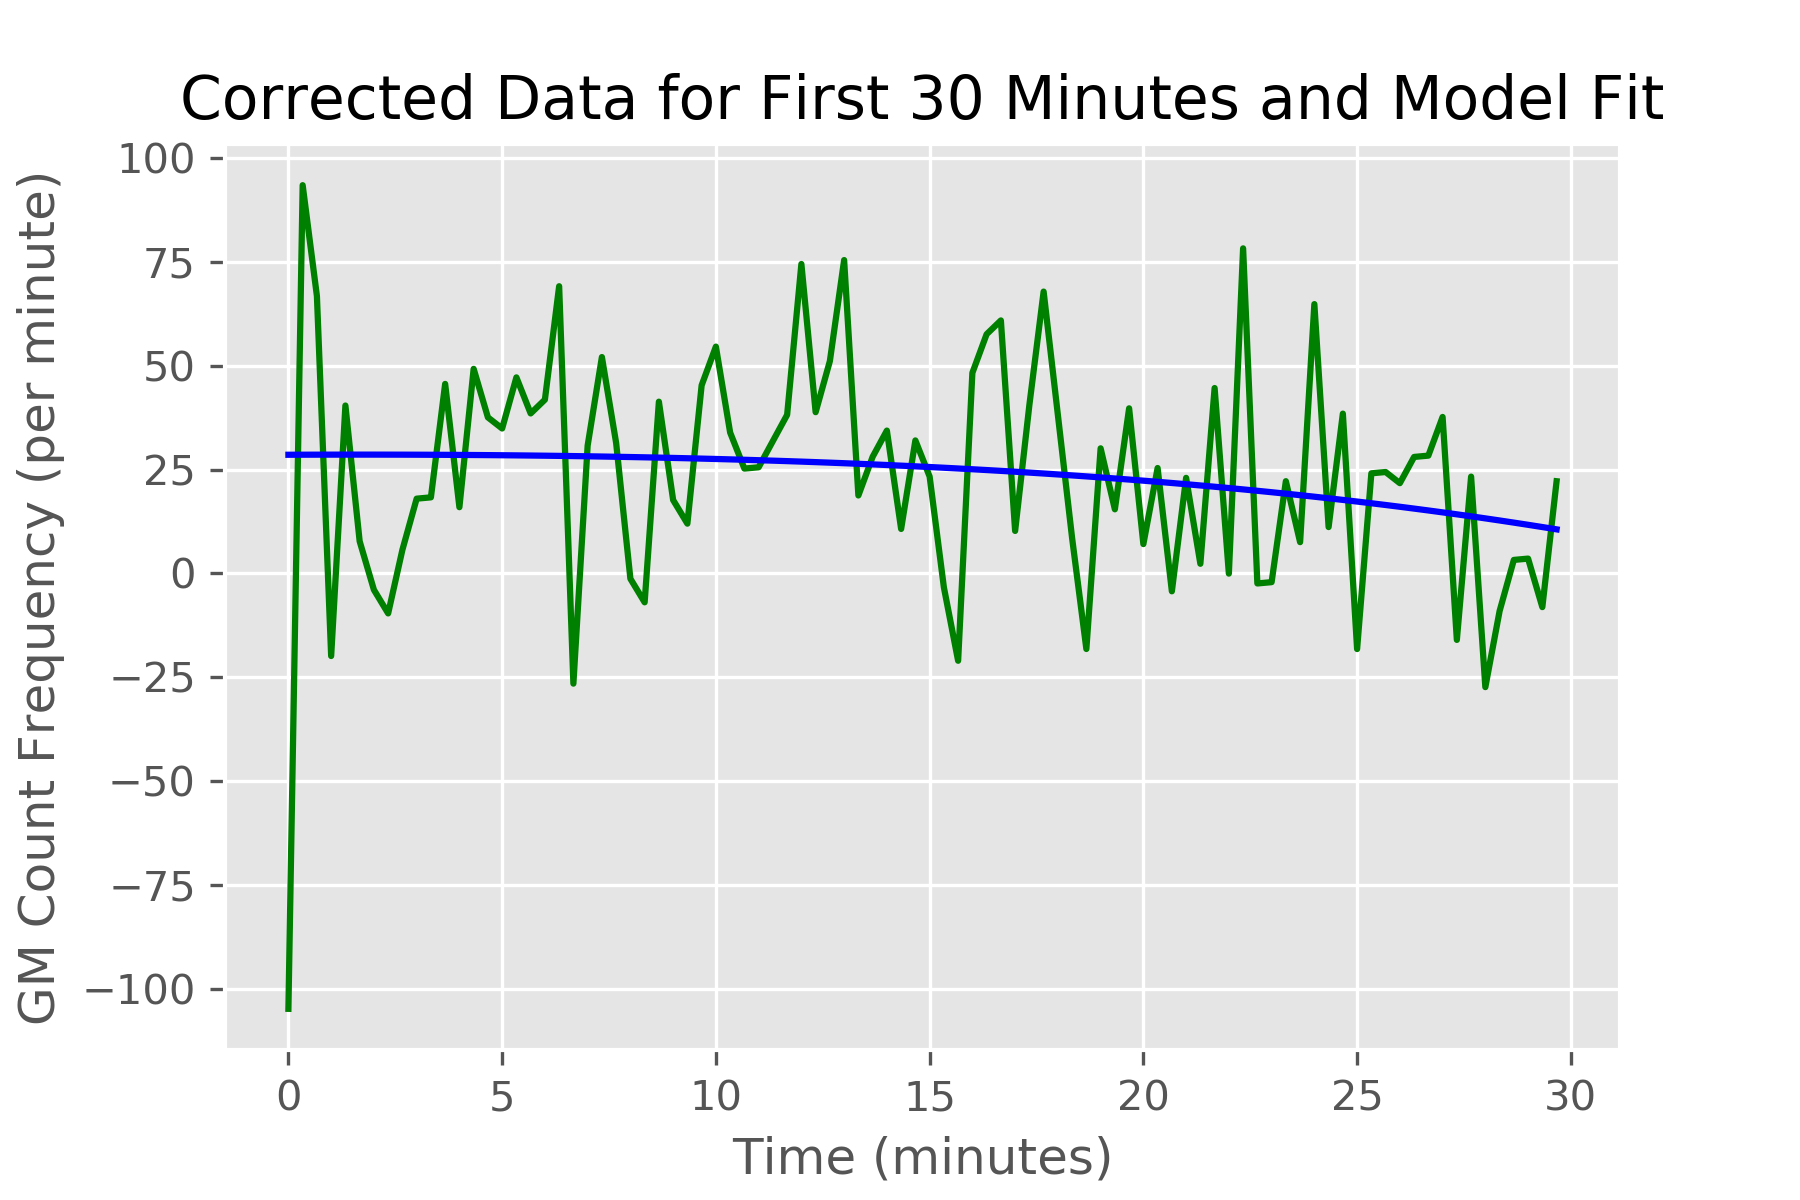 Corrected Data for First 30 Minutes and Model Fit
GM Count Frequency (per minute)
100
75
50
25
0
−25
−50
−75
−100
0 5 10 15 20 25 30
Time (minutes)